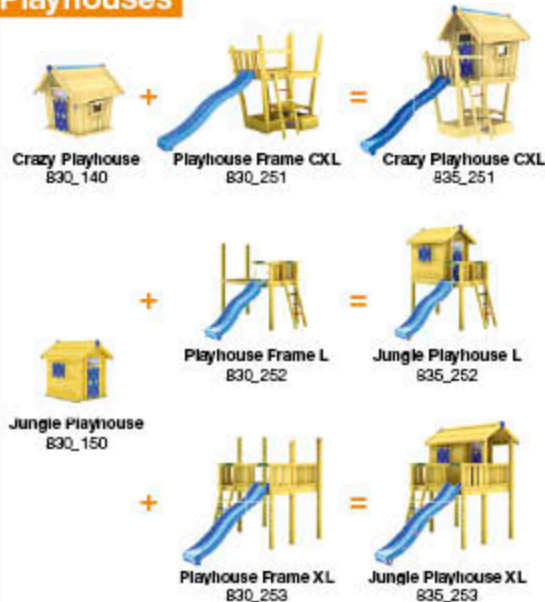 Playhouses
+
=
Crazy Playhouse
830_140
Playhouse Frame CXL
830_251
Crazy Playhouse CXL
835_251
+
=
Playhouse Frame L
830_252
Jungle Playhouse L
835_252
Jungle Playhouse
830_150
+
=
Playhouse Frame XL
830_253
Jungle Playhouse XL
835_253